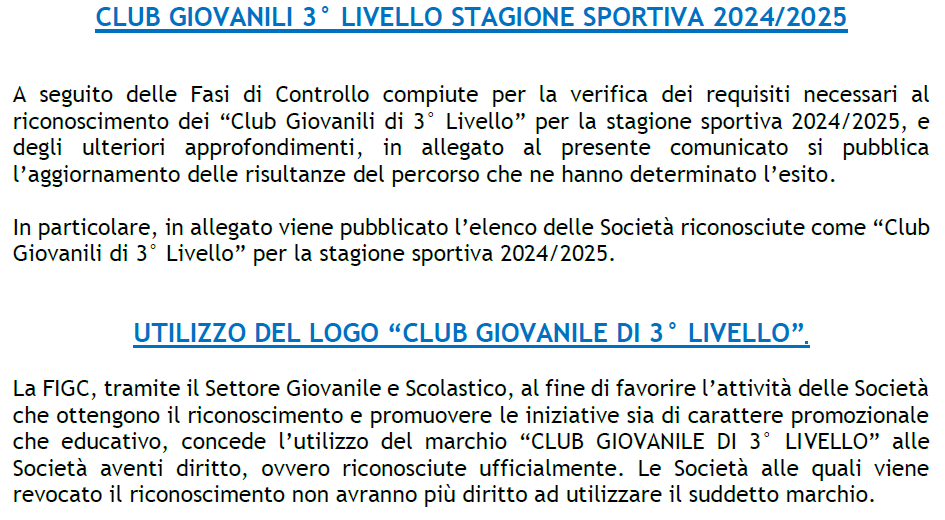 CLUB GIOVANILI 3° LIVELLO STAGIONE SPORTIVA 2024/2025
A seguito delle Fasi di Controllo compiute per la verifica dei requisiti necessari al
riconoscimento dei “Club Giovanili di 3° Livello” per la stagione sportiva 2024/2025, e
degli ulteriori approfondimenti, in allegato al presente comunicato si pubblica
l’aggiornamento delle risultanze del percorso che ne hanno determinato l’esito.
In particolare, in allegato viene pubblicato l’elenco delle Società riconosciute come “Club
Giovanili di 3° Livello” per la stagione sportiva 2024/2025.
UTILIZZO DEL LOGO “CLUB GIOVANILE DI 3° LIVELLO”.
La FIGC, tramite il Settore Giovanile e Scolastico, al fine di favorire l’attività delle Società
che ottengono il riconoscimento e promuovere le iniziative sia di carattere promozionale
che educativo, concede l’utilizzo del marchio “CLUB GIOVANILE DI 3° LIVELLO” alle
Società aventi diritto, ovvero riconosciute ufficialmente. Le Società alle quali viene
revocato il riconoscimento non avranno più diritto ad utilizzare il suddetto marchio.